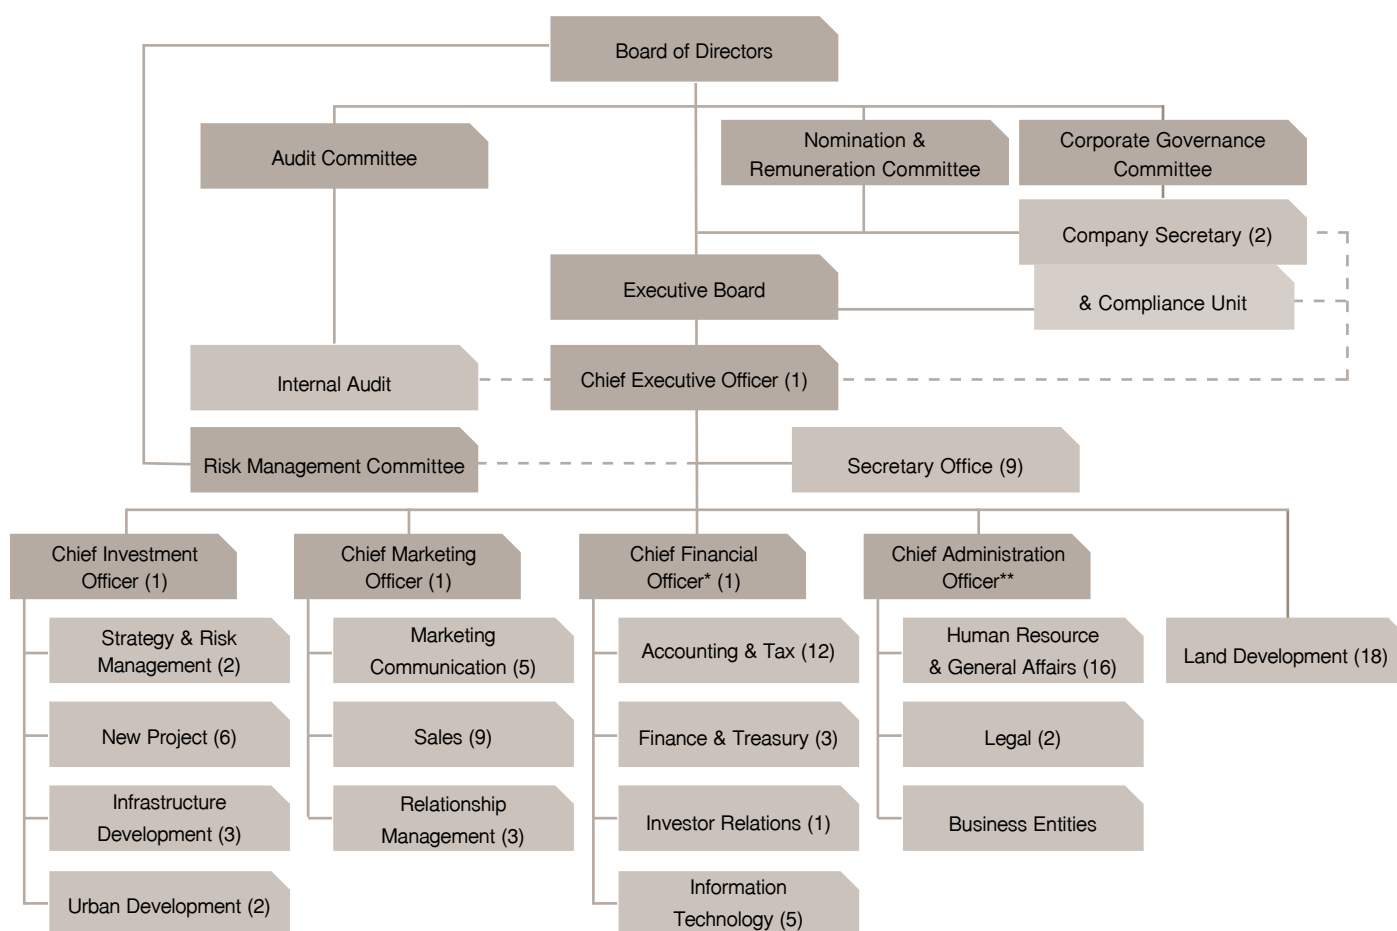 Board of Directors
Audit Committee
Nomination &
Remuneration Committee
Corporate Governance
Committee
Company Secretary (2)
Executive Board
& Compliance Unit
Internal Audit
Chief Executive Officer (1)
Risk Management Committee
Secretary Office (9)
Chief Investment
Officer (1)
Chief Marketing
Officer (1)
Chief Financial
Officer* (1)
Chief Administration
Officer**
Strategy & Risk
Management (2)
Marketing
Communication (5)
Accounting & Tax (12)
Human Resource
& General Affairs (16)
Land Development (18)
New Project (6)
Sales (9)
Finance & Treasury (3)
Legal (2)
Infrastructure
Development (3)
Relationship
Management (3)
Investor Relations (1)
Business Entities
Urban Development (2)
Information
Technology (5)